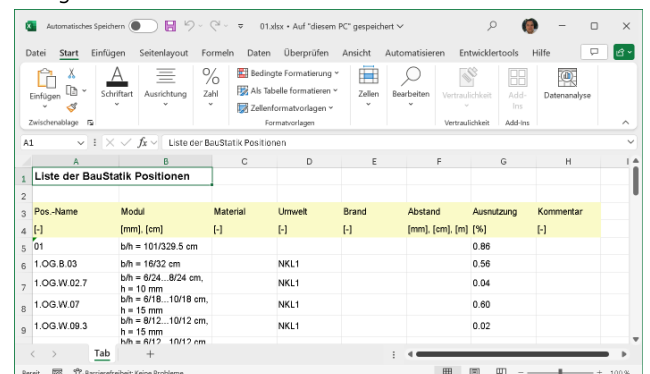 Automatisches Speichern 01.xlsx • Auf "diesem PC" gespeichert
Datei Start Einfügen Seitenlayout Formeln Daten Überprüfen Ansicht Automatisieren Entwicklertools Hilfe
Einfügen Schriftart Ausrichtung Zahl Bedingte Formatierung Als Tabelle formatieren Zellenformatvorlagen Zellen Bearbeiten Vertraulichkeit Add-Ins Datenanalyse
Zwischenablage Formatvorlagen Vertraulichkeit Add-Ins
A1 fx Liste der BauStatik Positionen
A B C D E F G H I
1 Liste der BauStatik Positionen
2
3 Pos.-Name Modul Material Umwelt Brand Abstand Ausnutzung Kommentar
4 [-] [mm], [cm] [-] [-] [-] [mm], [cm], [m] [%] [-]
5 01 b/h = 101/329.5 cm 0.86
6 1.OG.B.03 b/h = 16/32 cm NKL1 0.56
7 1.OG.W.02.7 b/h = 6/24...8/24 cm, h = 10 mm NKL1 0.04
8 1.OG.W.07 b/h = 6/18...10/18 cm, h = 15 mm NKL1 0.60
9 1.OG.W.09.3 b/h = 8/12...10/12 cm, h = 15 mm NKL1 0.02
b/h = 6/12...10/12 cm
Tab
Bereit Barrierefreiheit: Keine Probleme 100 %